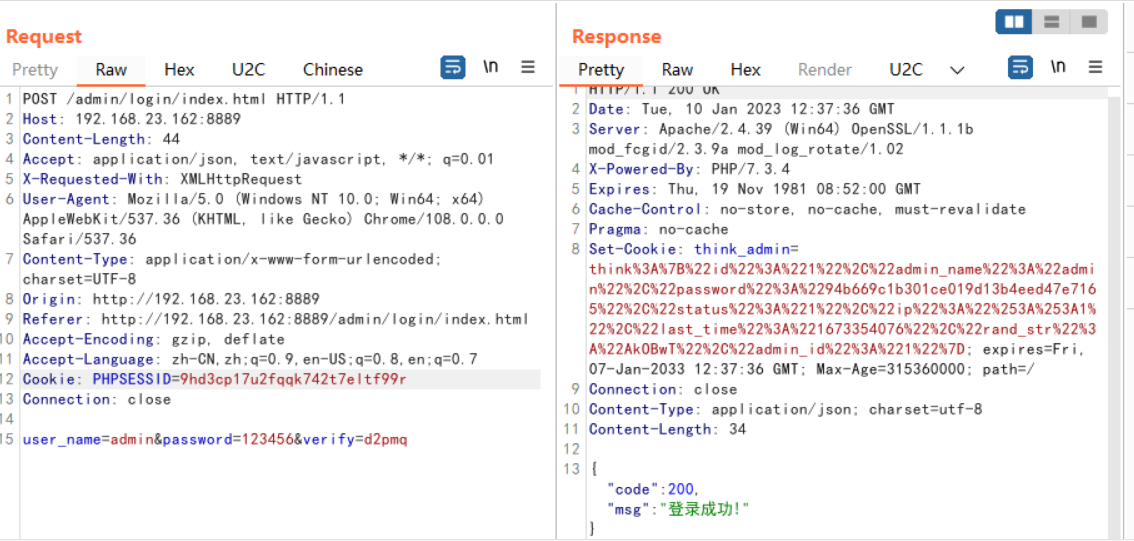 Request
Pretty Raw Hex U2C Chinese \n
1 POST /admin/login/index.html HTTP/1.1
2 Host: 192.168.23.162:8889
3 Content-Length: 44
4 Accept: application/json, text/javascript, */*; q=0.01
5 X-Requested-With: XMLHttpRequest
6 User-Agent: Mozilla/5.0 (Windows NT 10.0; Win64; x64)
AppleWebKit/537.36 (KHTML, like Gecko) Chrome/108.0.0.0
Safari/537.36
7 Content-Type: application/x-www-form-urlencoded;
charset=UTF-8
8 Origin: http://192.168.23.162:8889
9 Referer: http://192.168.23.162:8889/admin/login/index.html
10 Accept-Encoding: gzip, deflate
11 Accept-Language: zh-CN,zh;q=0.9,en-US;q=0.8,en;q=0.7
12 Cookie: PHPSESSID=9hd3cp17u2fqqk742t7eltf99r
13 Connection: close
14
15 user_name=admin&password=123456&verify=d2pmq
Response
Pretty Raw Hex Render U2C \n
1 HTTP/1.1 200 OK
2 Date: Tue, 10 Jan 2023 12:37:36 GMT
3 Server: Apache/2.4.39 (Win64) OpenSSL/1.1.1b
mod_fcgid/2.3.9a mod_log_rotate/1.02
4 X-Powered-By: PHP/7.3.4
5 Expires: Thu, 19 Nov 1981 08:52:00 GMT
6 Cache-Control: no-store, no-cache, must-revalidate
7 Pragma: no-cache
8 Set-Cookie: think_admin=
think%3A%7B%22id%22%3A%221%22%2C%22admin_name%22%3A%22admi
n%22%2C%22password%22%3A%2294b669c1b301ce019d13b4eed47e716
5%22%2C%22status%22%3A%221%22%2C%22ip%22%3A%22%253A%253A1%
22%2C%22last_time%22%3A%221673354076%22%2C%22rand_str%22%3
A%22AkOBwT%22%2C%22admin_id%22%3A%221%22%7D; expires=Fri,
07-Jan-2033 12:37:36 GMT; Max-Age=315360000; path=/
9 Connection: close
10 Content-Type: application/json; charset=utf-8
11 Content-Length: 34
12
13 {
"code":200,
"msg":"登录成功!"
}